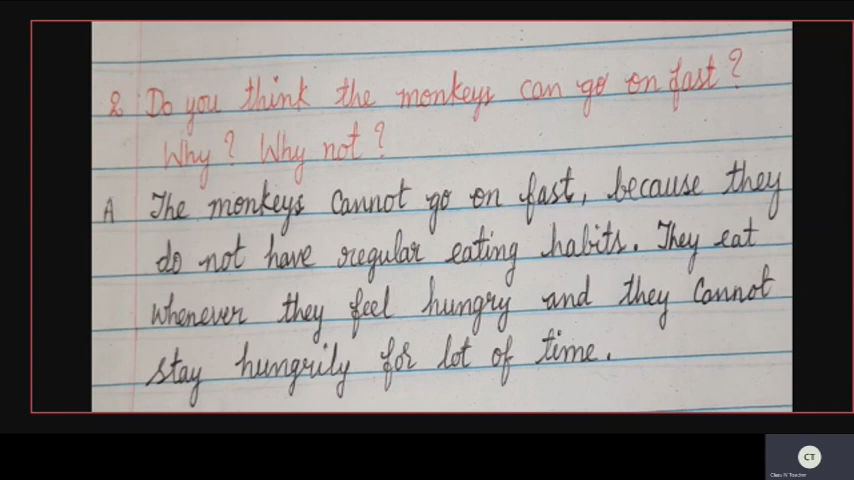 Q Do you think the monkeys can go on fast?
Why? Why not?
A The monkeys cannot go on fast, because they
do not have regular eating habits. They eat
whenever they feel hungry and they cannot
stay hungrily for lot of time.
CT
Class IV Teacher